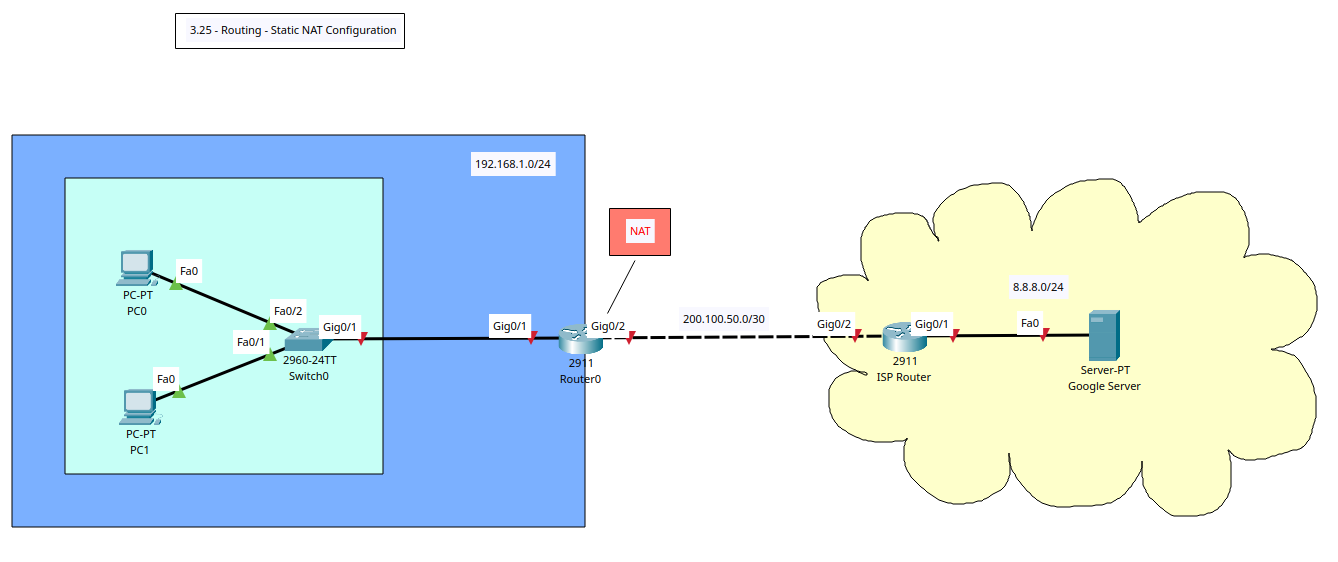 3.25 - Routing - Static NAT Configuration
192.168.1.0/24
NAT
Fa0
PC-PT
PC0
Fa0/2
Gig0/1
Fa0/1
2960-24TT
Switch0
Fa0
PC-PT
PC1
Gig0/1
Gig0/2
2911
Router0
200.100.50.0/30
8.8.8.0/24
Gig0/2
Gig0/1
2911
ISP Router
Fa0
Server-PT
Google Server